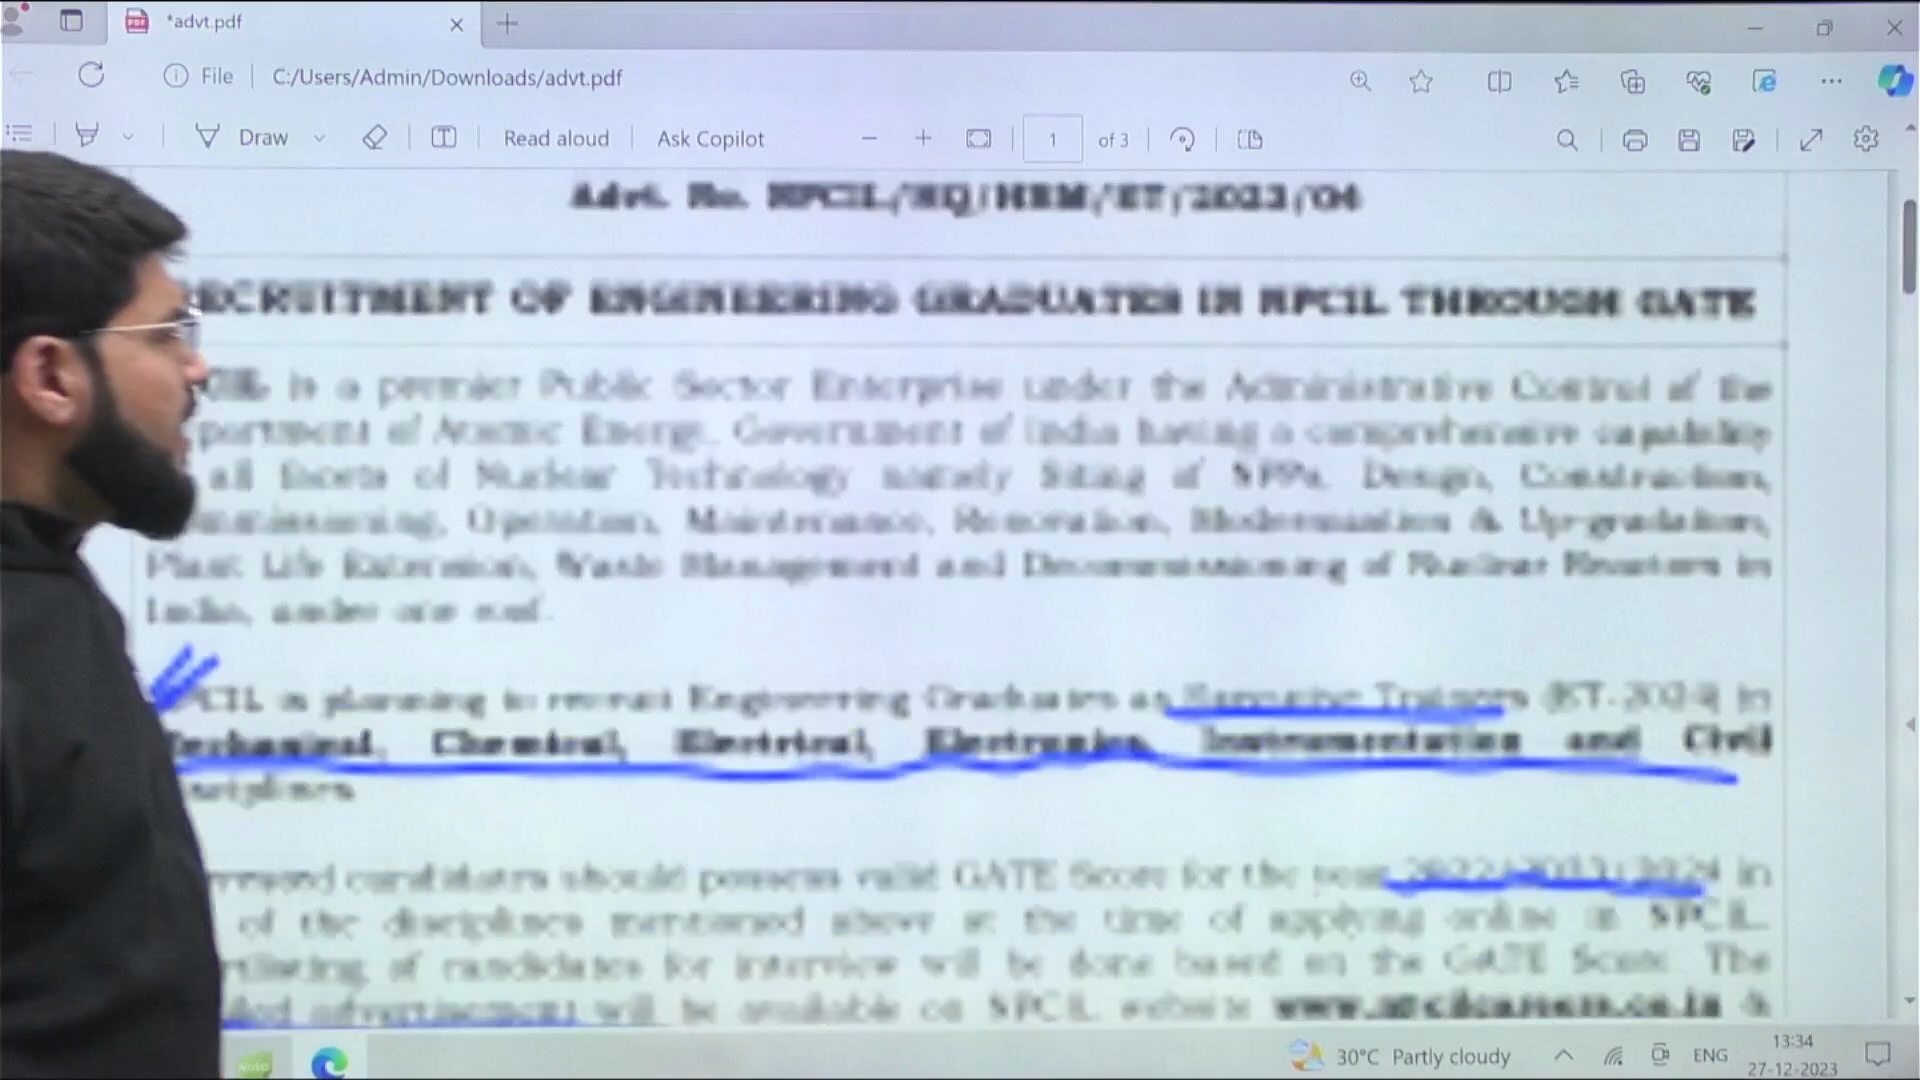 *advt.pdf
File C:/Users/Admin/Downloads/advt.pdf
Draw Read aloud Ask Copilot 1 of 3
Advt. No. NPCIL/HQ/HRM/ET/2023/04
RECRUITMENT OF ENGINEERING GRADUATES IN NPCIL THROUGH GATE
is a premier Public Sector Enterprise under the Administrative Control of the
of Atomic Energy, Government of India having a comprehensive capability
all facets of Nuclear Technology namely Siting of NPPs, Design, Construction,
Operation, Maintenance, Renovation, Modernisation & Up-gradation,
Plant Life Extension, Waste Management and Decommissioning of Nuclear Reactors in
India, under one roof.
is planning to recruit Engineering Graduates as Executive Trainees (ET-2024) in
Mechanical, Chemical, Electrical, Electronics, Instrumentation and Civil
candidates should possess valid GATE Score for the year 2022/2023/2024 in
of the disciplines mentioned above at the time of applying online in NPCIL.
of candidates for interview will be done based on the GATE Score. The
advertisement will be available on NPCIL website www.npcilcareers.co.in &
30°C Partly cloudy ENG 13:34
27-12-2023